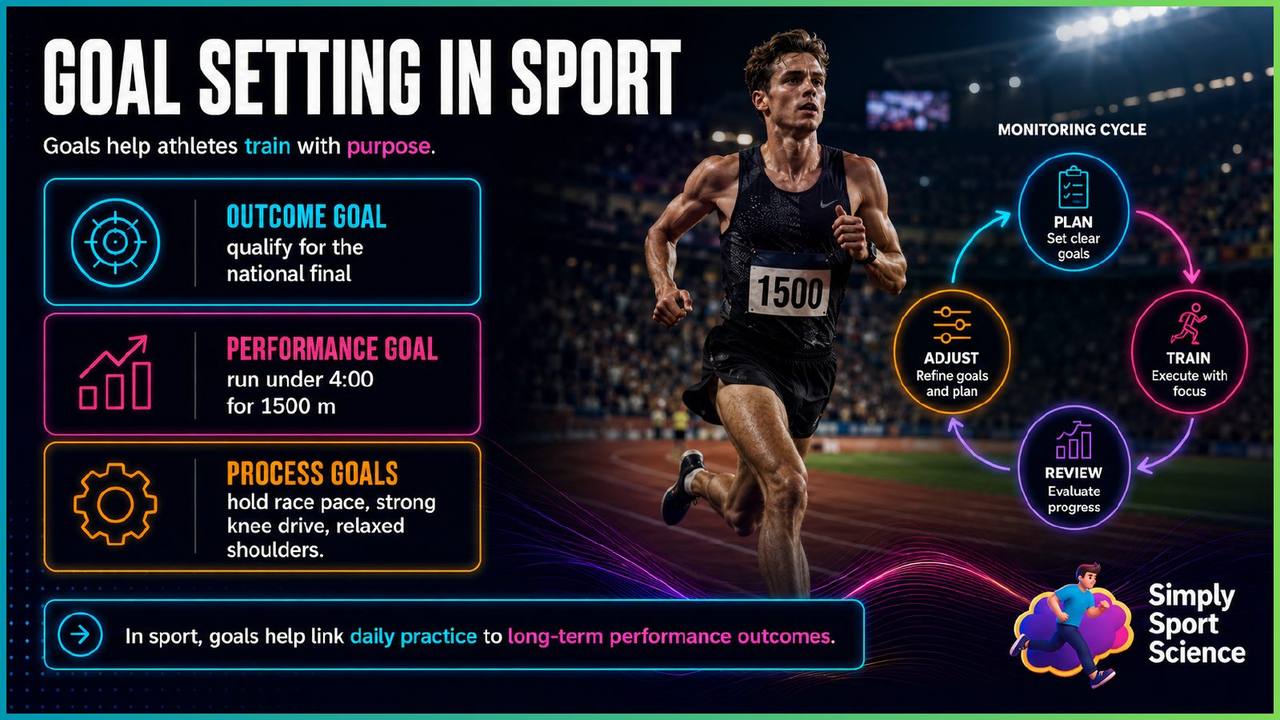 GOAL SETTING IN SPORT
Goals help athletes train with purpose.
OUTCOME GOAL
qualify for the
national final
PERFORMANCE GOAL
run under 4:00
for 1500 m
PROCESS GOALS
hold race pace, strong
knee drive, relaxed
shoulders.
In sport, goals help link daily practice to long-term performance outcomes.
1500
MONITORING CYCLE
PLAN
Set clear
goals
TRAIN
Execute with
focus
REVIEW
Evaluate
progress
ADJUST
Refine goals
and plan
Simply
Sport
Science